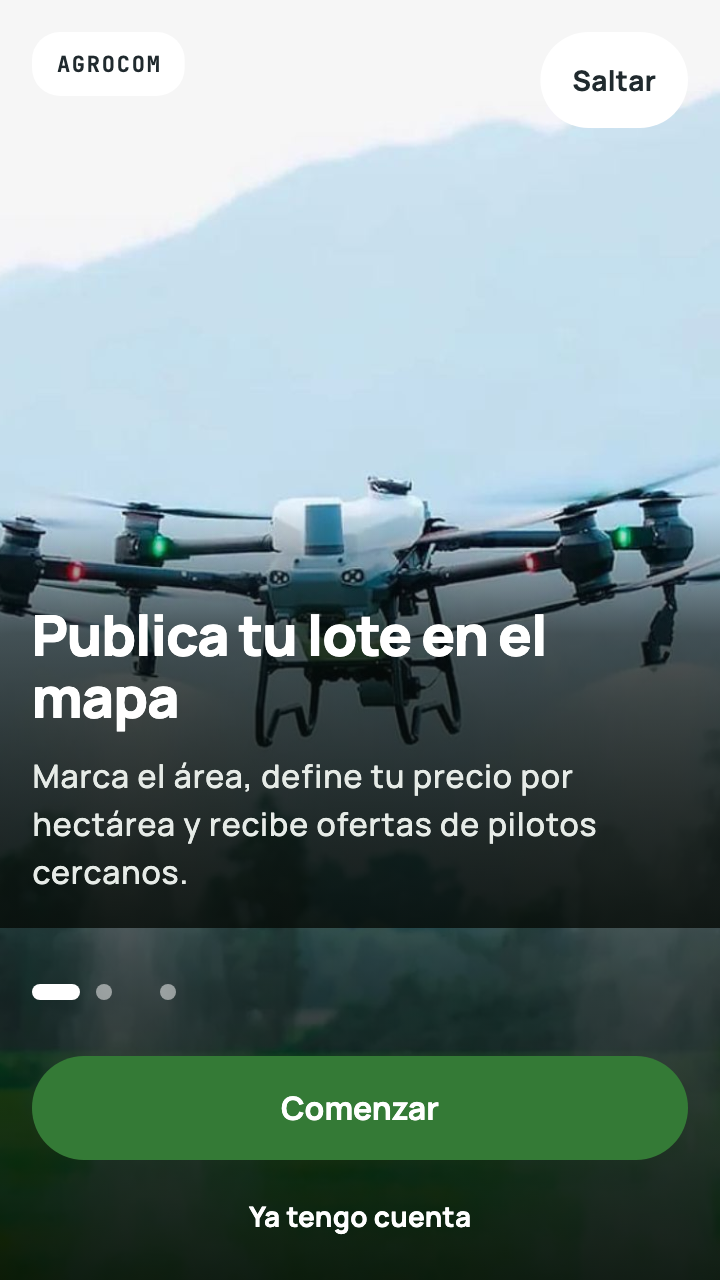 AGROCOM
Saltar
Publica tu lote en el
mapa
Marca el área, define tu precio por
hectárea y recibe ofertas de pilotos
cercanos.
Comenzar
Ya tengo cuenta